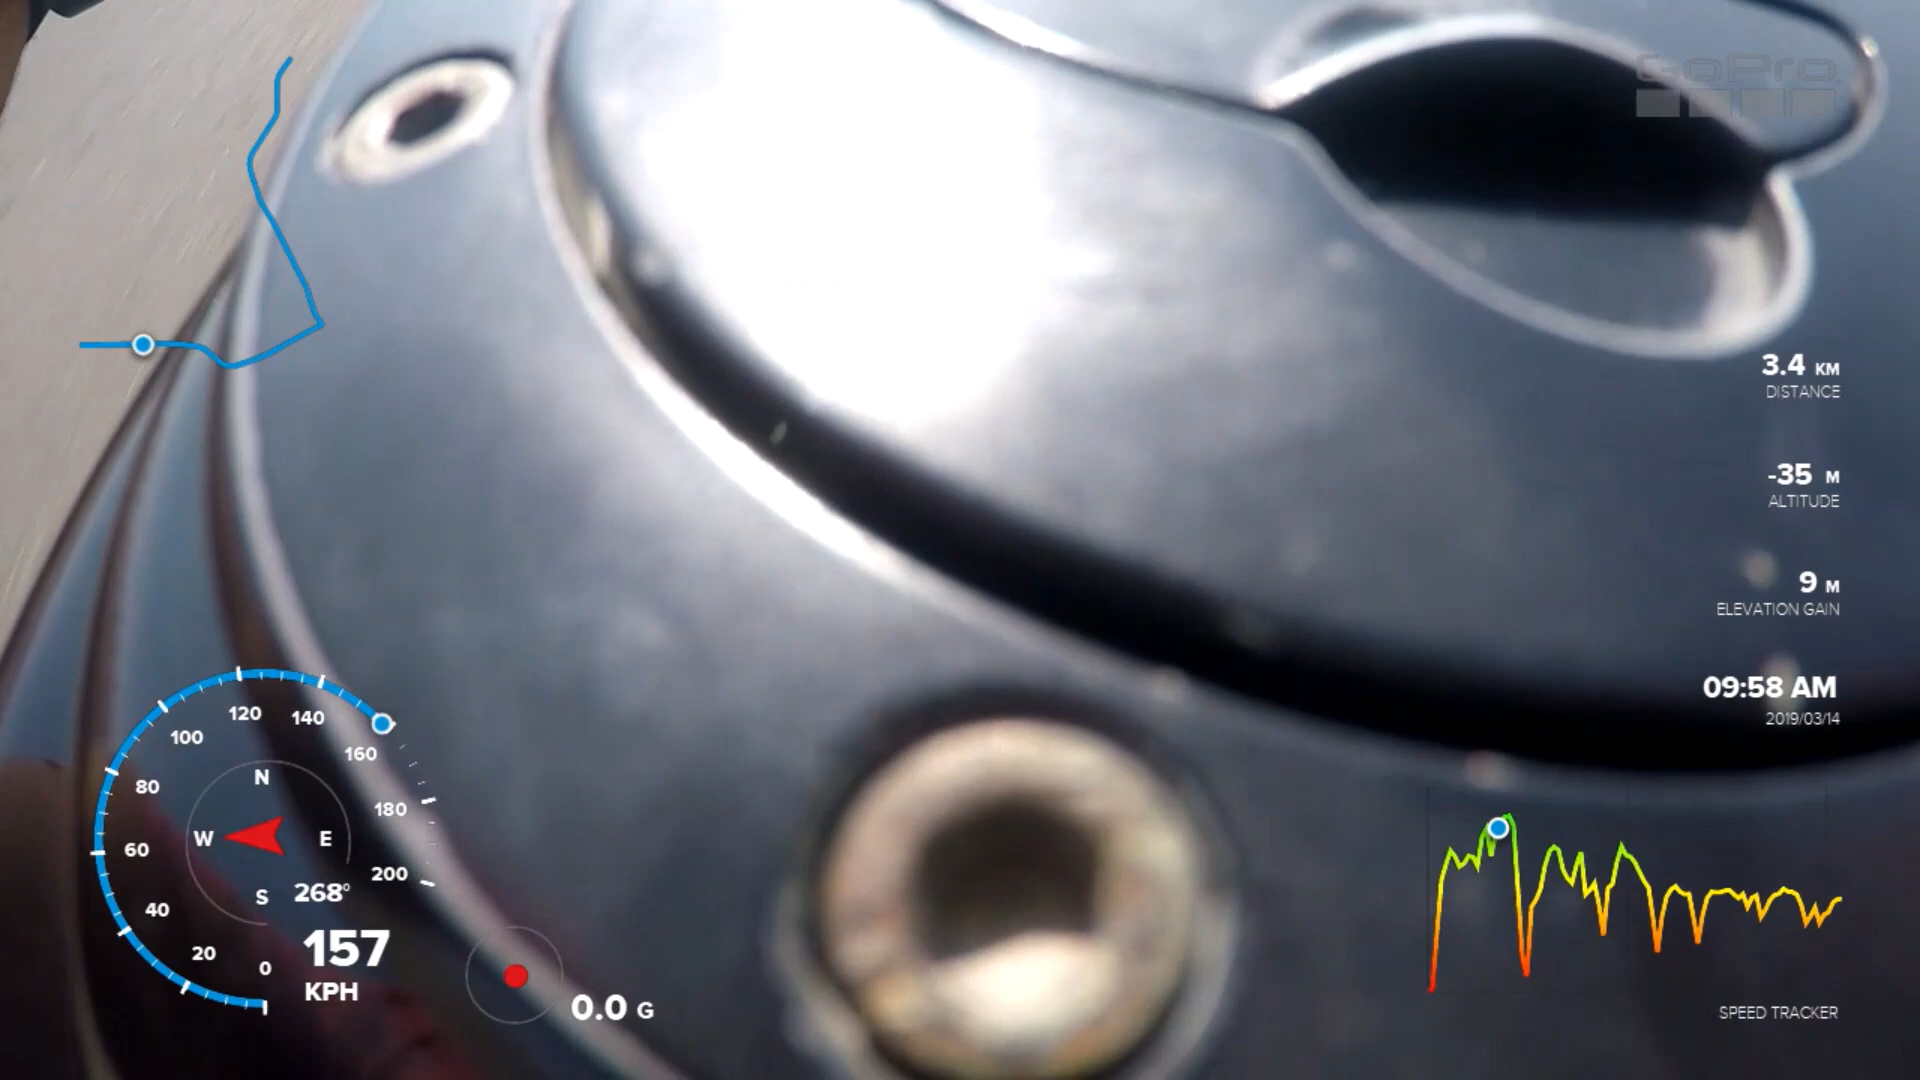 GoPro
3.4 KM
DISTANCE
-35 M
ALTITUDE
9 M
ELEVATION GAIN
09:58 AM
2019/03/14
120
140
100
160
N
80
180
W
E
60
200
S
268°
40
157
20
0
KPH
0.0 G
SPEED TRACKER